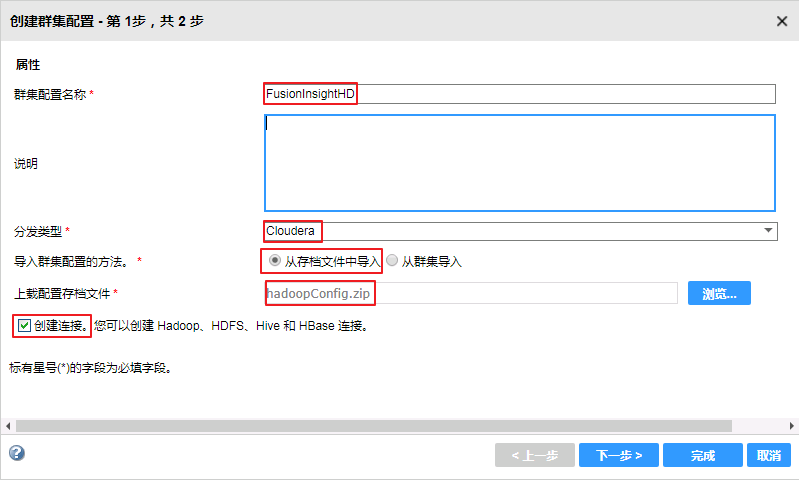 创建群集配置 - 第 1步，共 2 步
属性
群集配置名称 *
FusionInsightHD
说明
分发类型 *
Cloudera
导入群集配置的方法。 *
从存档文件中导入
从群集导入
上载配置存档文件 *
hadoopConfig.zip
浏览...
创建连接。您可以创建 Hadoop、HDFS、Hive 和 HBase 连接。
标有星号(*)的字段为必填字段。
< 上一步
下一步 >
完成
取消